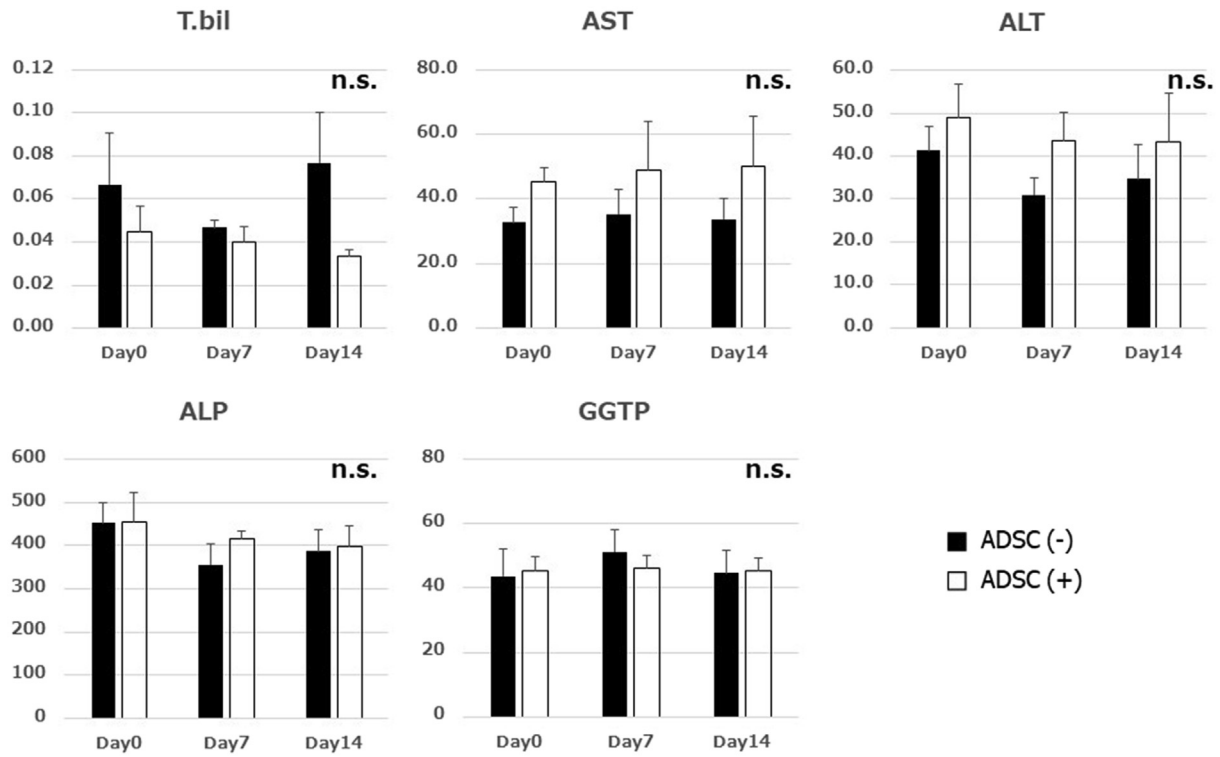 T.bil
0.12
0.10
0.08
0.06
0.04
0.02
0.00
n.s.
Day0 Day7 Day14
AST
80.0
60.0
40.0
20.0
0.0
n.s.
Day0 Day7 Day14
ALT
60.0
50.0
40.0
30.0
20.0
10.0
0.0
n.s.
Day0 Day7 Day14
ALP
600
500
400
300
200
100
0
n.s.
Day0 Day7 Day14
GGTP
80
60
40
20
0
n.s.
Day0 Day7 Day14
ADSC (-)
ADSC (+)